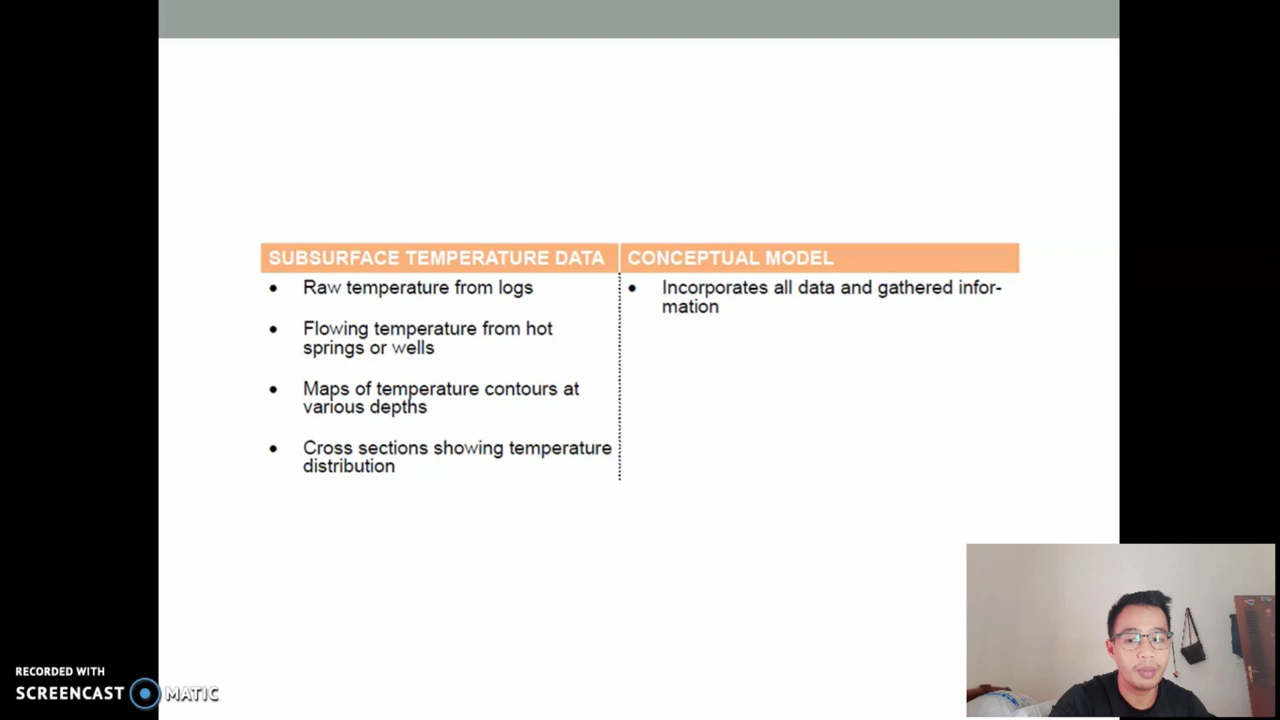 SUBSURFACE TEMPERATURE DATA
Raw temperature from logs
Flowing temperature from hot
springs or wells
Maps of temperature contours at
various depths
Cross sections showing temperature
distribution
CONCEPTUAL MODEL
Incorporates all data and gathered infor-
mation
RECORDED WITH
SCREENCAST MATIC